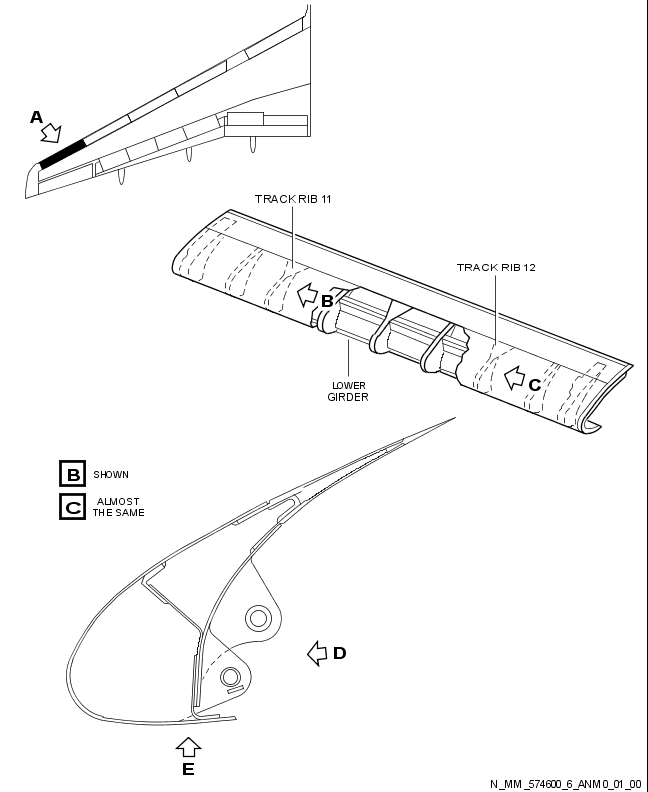 A
TRACK RIB 11
TRACK RIB 12
B
C
LOWER
GIRDER
B SHOWN
C ALMOST
THE SAME
D
E
N_MM_574600_6_ANM0_01_00